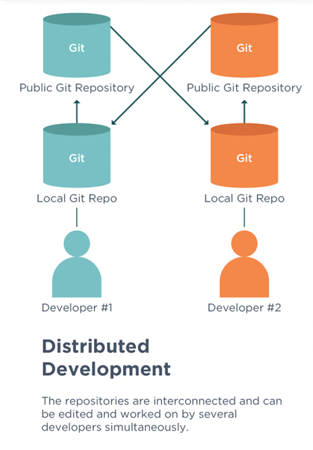 Git
Git
Public Git Repository
Public Git Repository
Git
Git
Local Git Repo
Local Git Repo
Developer #1
Developer #2
Distributed
Development
The repositories are interconnected and can
be edited and worked on by several
developers simultaneously.